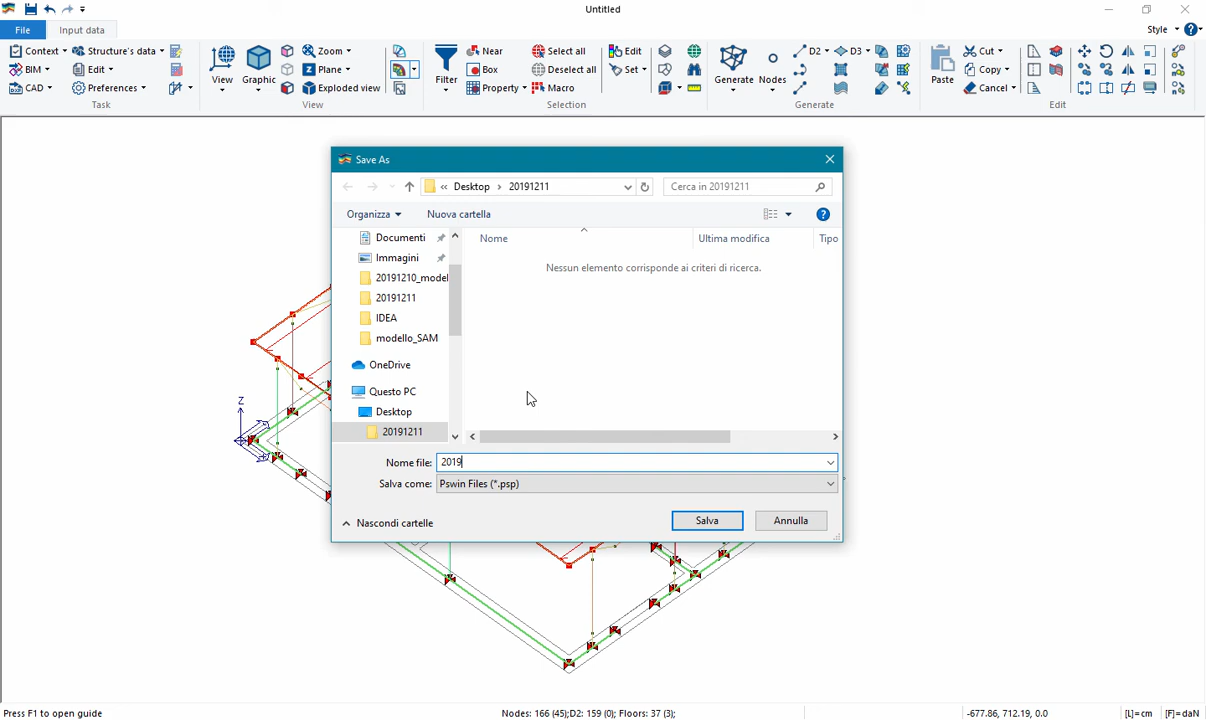 Untitled
File Input data Style
Context Structure's data
BIM Edit
CAD Preferences
Task
View Graphic Zoom
Plane
Exploded view
View
Filter Near Select all Edit
Box Deselect all Set
Property Macro
Selection
Generate Nodes D2 D3
Generate
Paste Cut
Copy
Cancel
Edit
Save As
« Desktop › 20191211
Cerca in 20191211
Organizza Nuova cartella
Documenti
Immagini
20191210_model
20191211
IDEA
modello_SAM
OneDrive
Questo PC
Desktop
20191211
Nome Ultima modifica Tipo
Nessun elemento corrisponde ai criteri di ricerca.
Nome file: 2019
Salva come: Pswin Files (*.psp)
Nascondi cartelle Salva Annulla
Z
Press F1 to open guide Nodes: 166 (45);D2: 159 (0); Floors: 37 (3); -677.86, 712.19, 0.0 [L]=cm [F]=daN